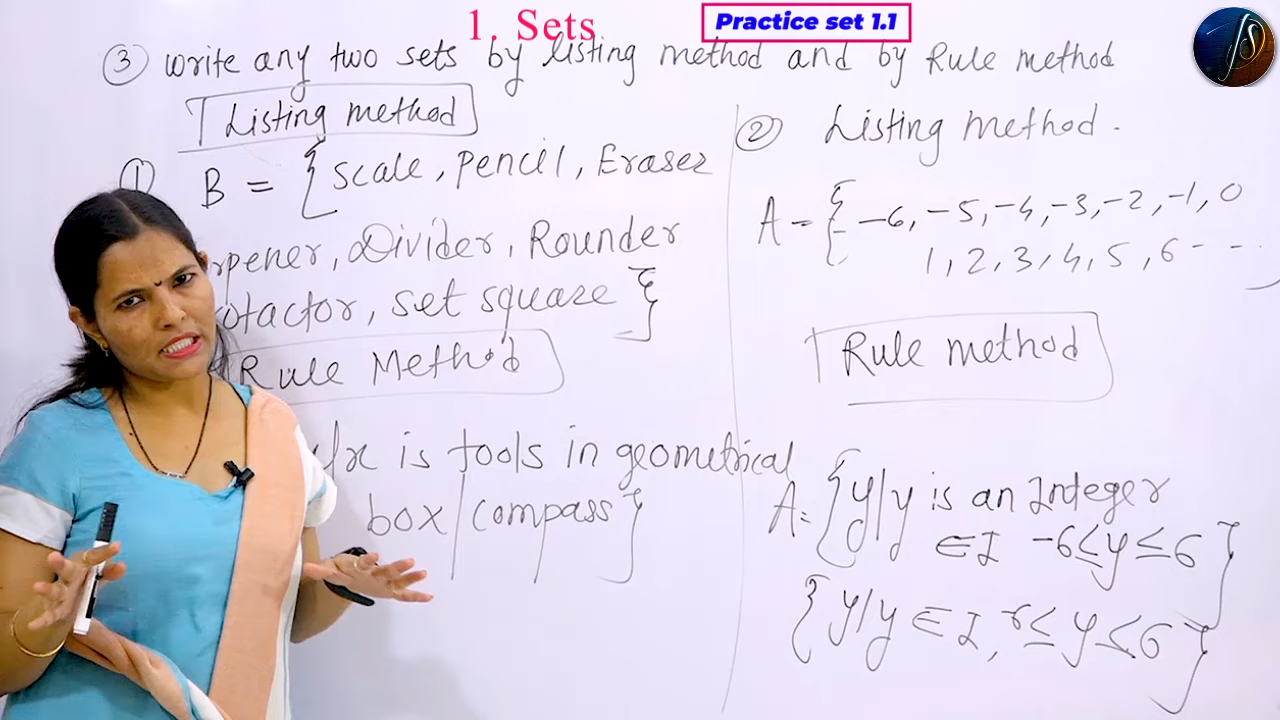 1. Sets
Practice set 1.1
③ write any two sets by listing method and by Rule method
Listing method
① B = { scale, pencil, Eraser
rpener, Divider, Rounder
otactor, set square }
Rule Method
/x is tools in geometrical
box/compass }
② Listing method.
A = { -6, -5, -4, -3, -2, -1, 0
1, 2, 3, 4, 5, 6 - - -
Rule method
A = { y/y is an Integer
∈ I -6 ≤ y ≤ 6 }
{ y/y ∈ I, ≤ y ≤ 6 }